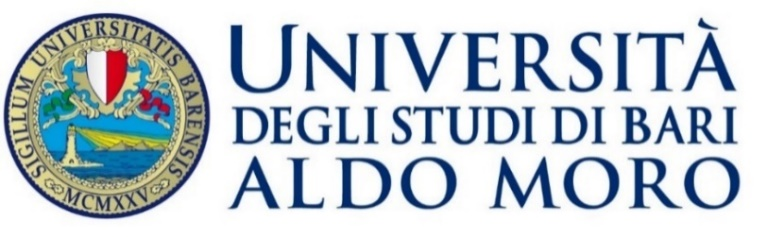 SIGILLUM UNIVERSITATIS BARENSIS
MCMXXV
UNIVERSITÀ
DEGLI STUDI DI BARI
ALDO MORO